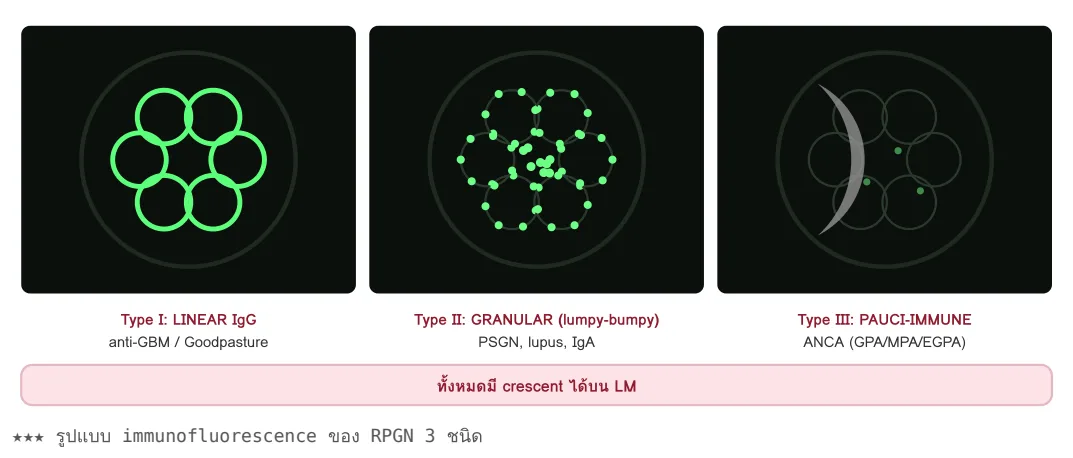 Type I: LINEAR IgG
anti-GBM / Goodpasture
Type II: GRANULAR (lumpy-bumpy)
PSGN, lupus, IgA
Type III: PAUCI-IMMUNE
ANCA (GPA/MPA/EGPA)
ทั้งหมดมี crescent ได้บน LM
★★★ รูปแบบ immunofluorescence ของ RPGN 3 ชนิด